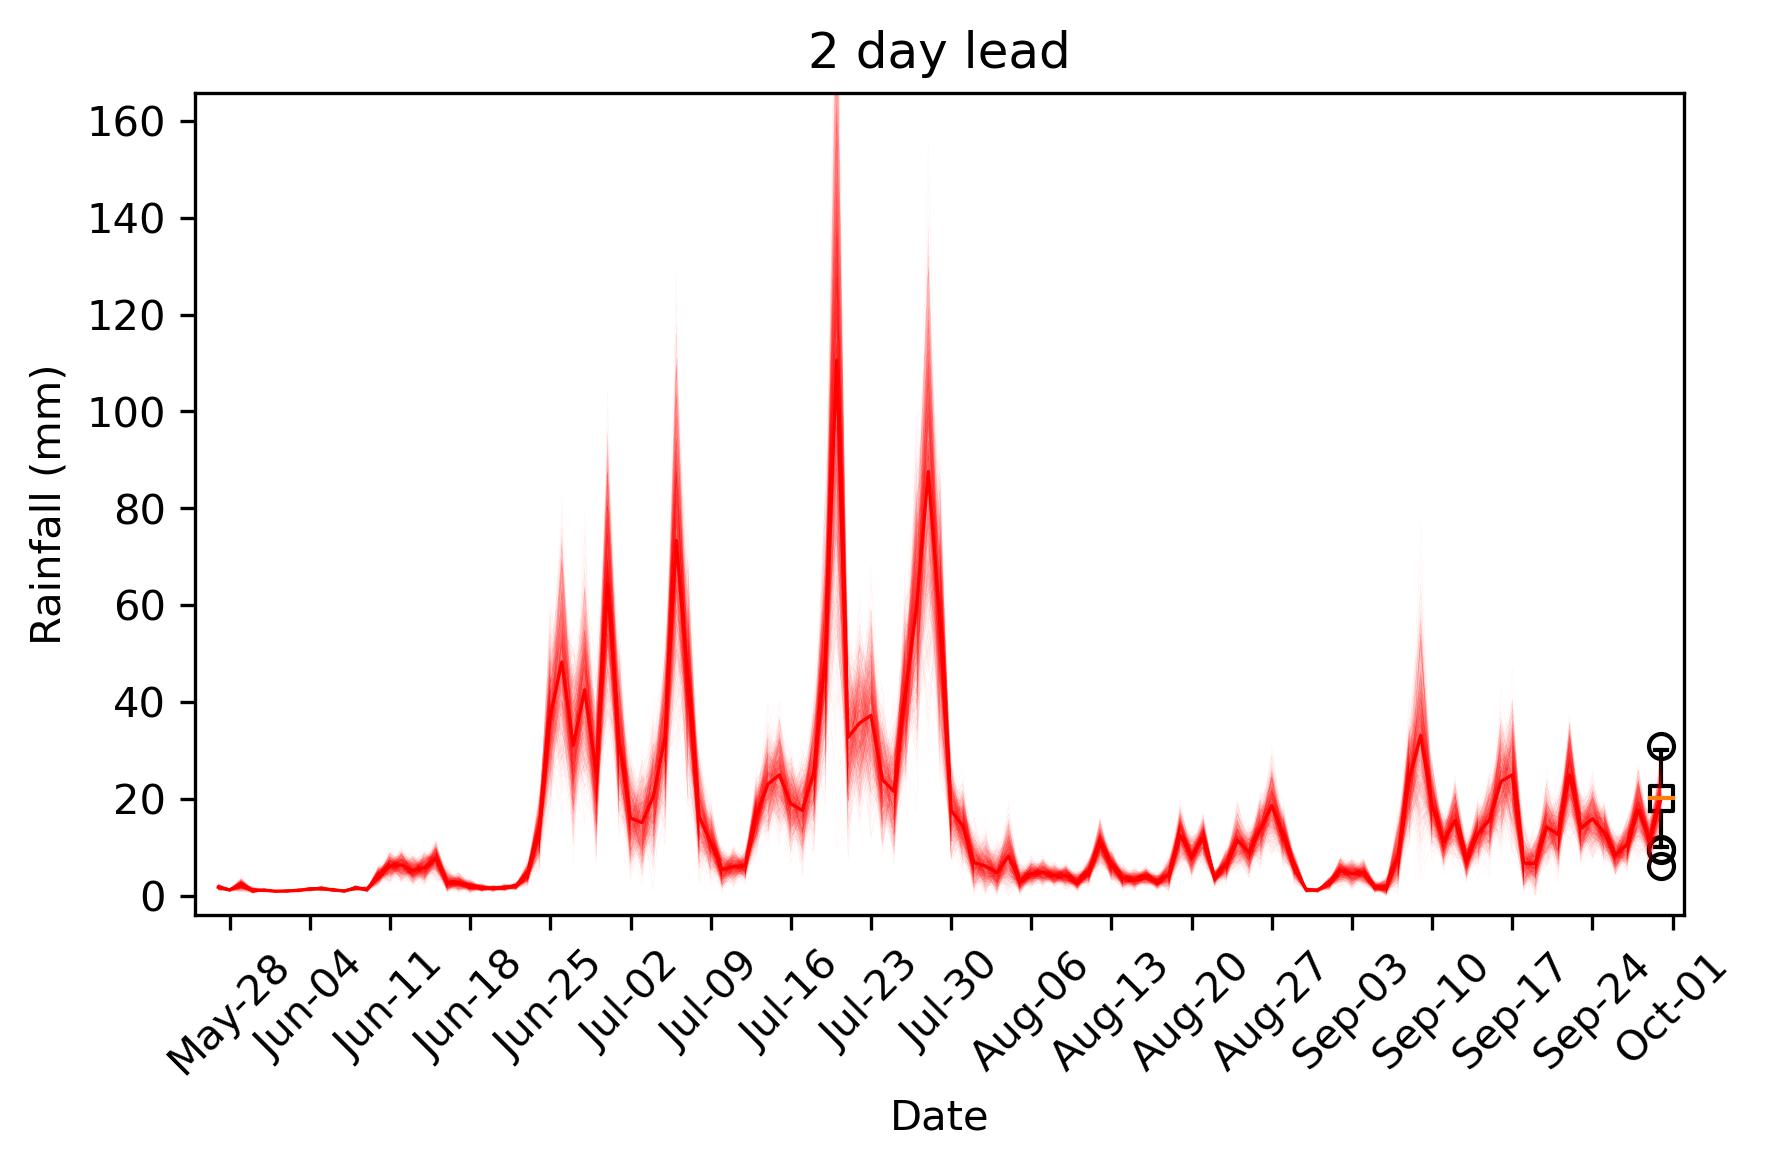 2 day lead
Rainfall (mm)
160
140
120
100
80
60
40
20
0
May-28
Jun-04
Jun-11
Jun-18
Jun-25
Jul-02
Jul-09
Jul-16
Jul-23
Jul-30
Aug-06
Aug-13
Aug-20
Aug-27
Sep-03
Sep-10
Sep-17
Sep-24
Oct-01
Date